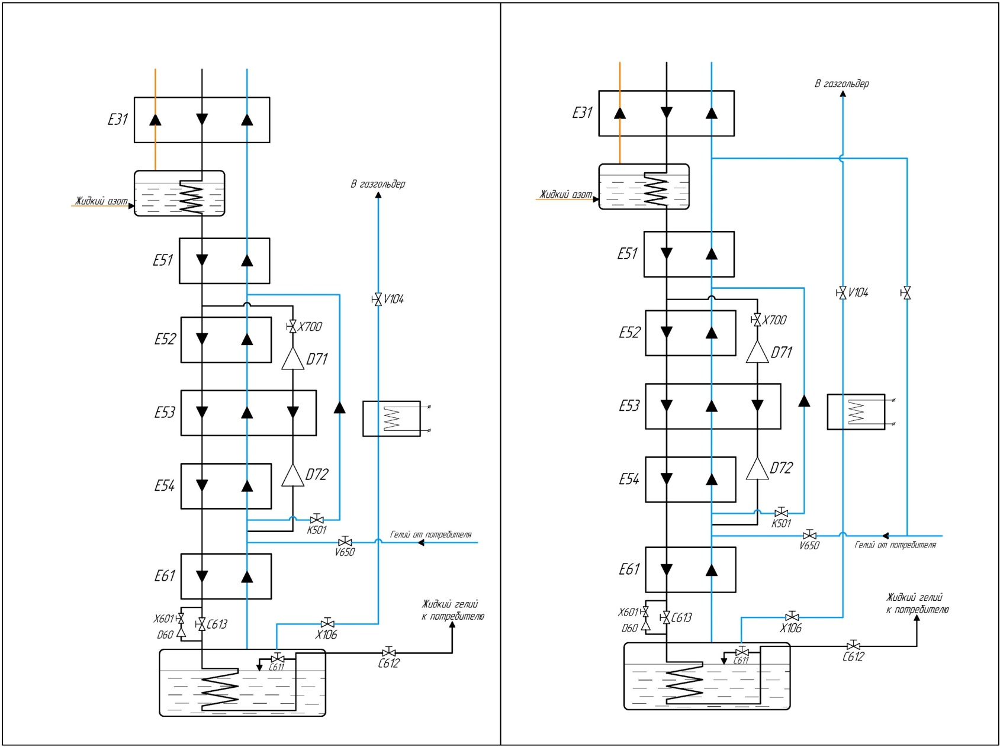 E31
Жидкий азот
В газгольдер
E51
V104
X700
E52
D71
E53
E54
D72
K501
Гелий от потребителя
V650
E61
X601
C613
D60
Жидкий гелий
к потребителю
X106
C611
C612
В газгольдер
E31
Жидкий азот
E51
V104
X700
E52
D71
E53
E54
D72
K501
V650
Гелий от потребителя
E61
X601
C613
D60
Жидкий гелий
к потребителю
X106
C611
C612